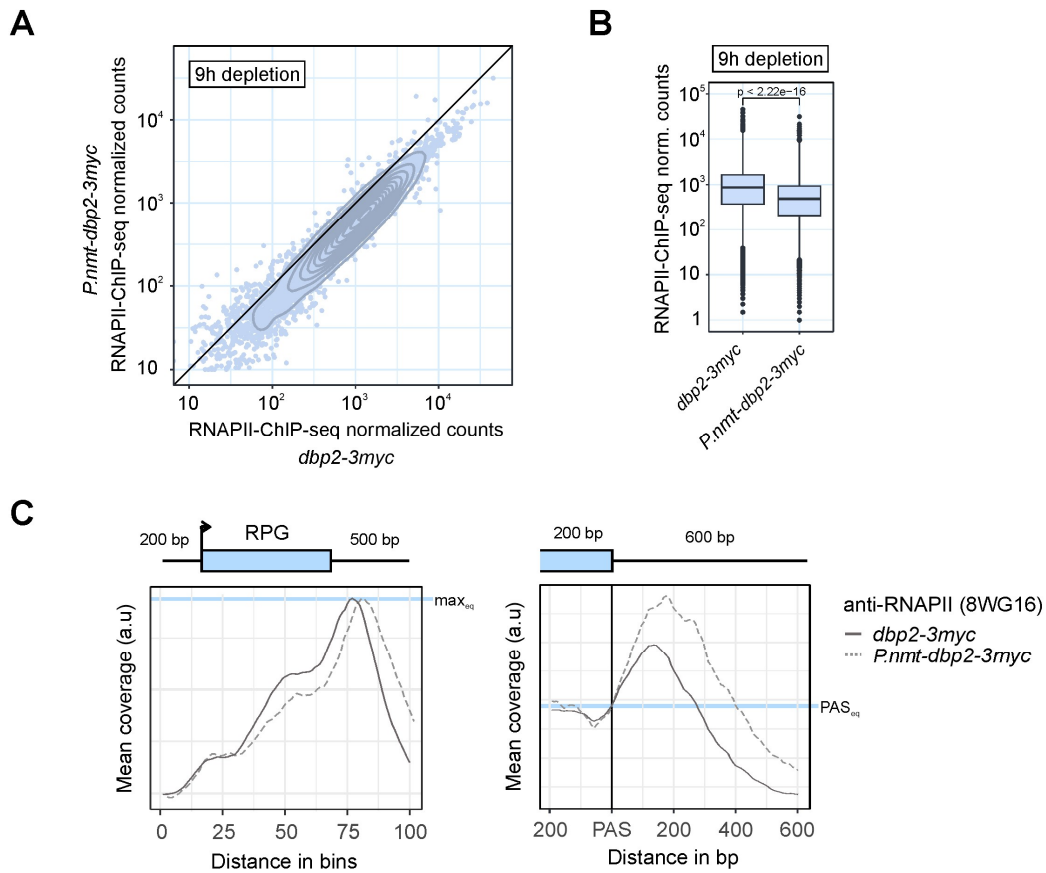 A
9h depletion
P.nmt-dbp2-3myc
RNAPII-ChIP-seq normalized counts
10⁴
10³
10²
10
10
10²
10³
10⁴
RNAPII-ChIP-seq normalized counts
dbp2-3myc
B
9h depletion
p < 2.22e−16
RNAPII-ChIP-seq norm. counts
10⁵
10⁴
10³
10²
10
1
dbp2-3myc
P.nmt-dbp2-3myc
C
200 bp
RPG
500 bp
max eq
Mean coverage (a.u)
0
25
50
75
100
Distance in bins
200 bp
600 bp
PAS eq
Mean coverage (a.u)
200
PAS
200
400
600
Distance in bp
anti-RNAPII (8WG16)
dbp2-3myc
P.nmt-dbp2-3myc